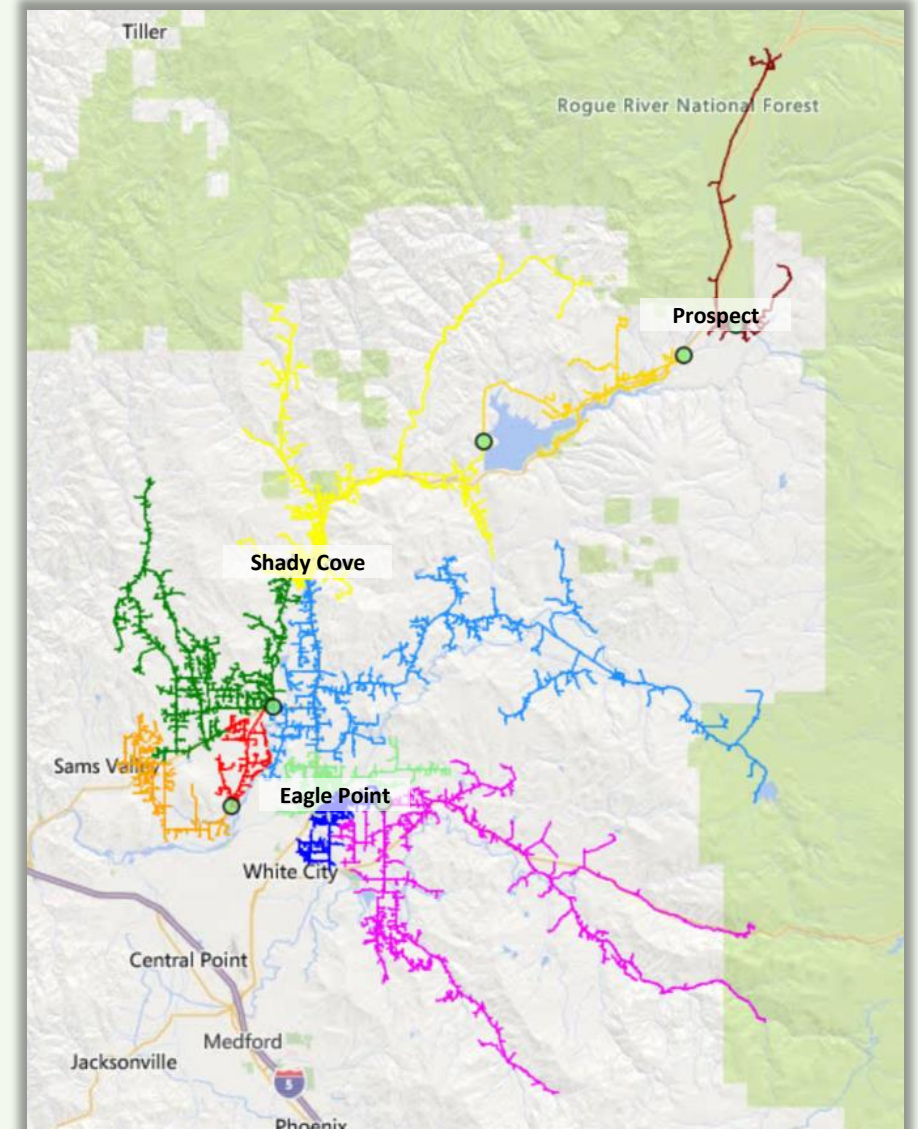 Tiller
Rogue River National Forest
Prospect
Shady Cove
Sams Valley
Eagle Point
White City
Central Point
Medford
Jacksonville
5
Phoenix